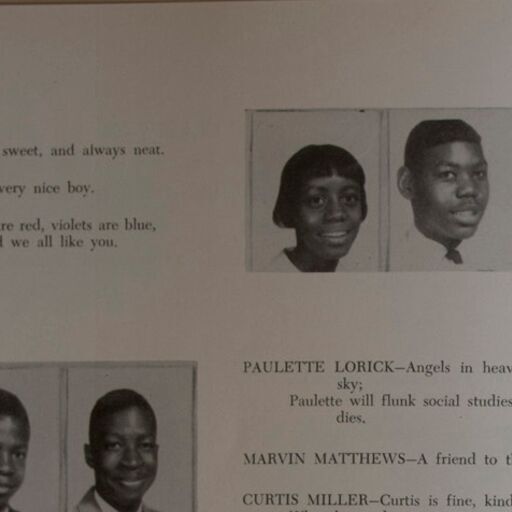 sweet, and always neat.
very nice boy.
re red, violets are blue,
we all like you.
PAULETTE LORICK—Angels in heav
sky;
Paulette will flunk social studies
dies.
MARVIN MATTHEWS—A friend to t
CURTIS MILLER—Curtis is fine, kind